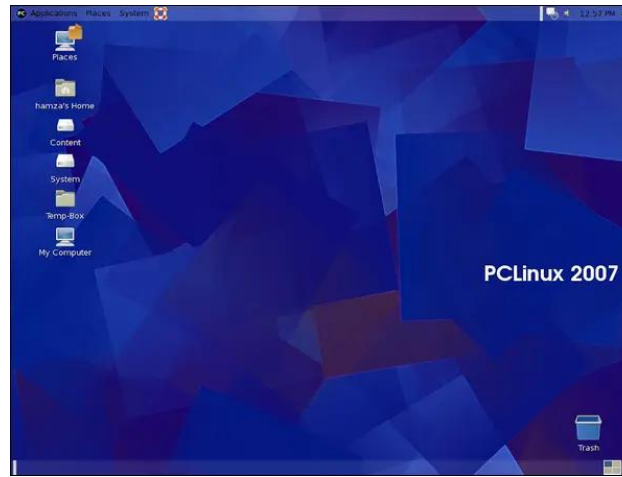 Applications Places System 12:57 PM
Places
hamza's Home
Content
System
Temp-Box
My Computer
PCLinux 2007
Trash